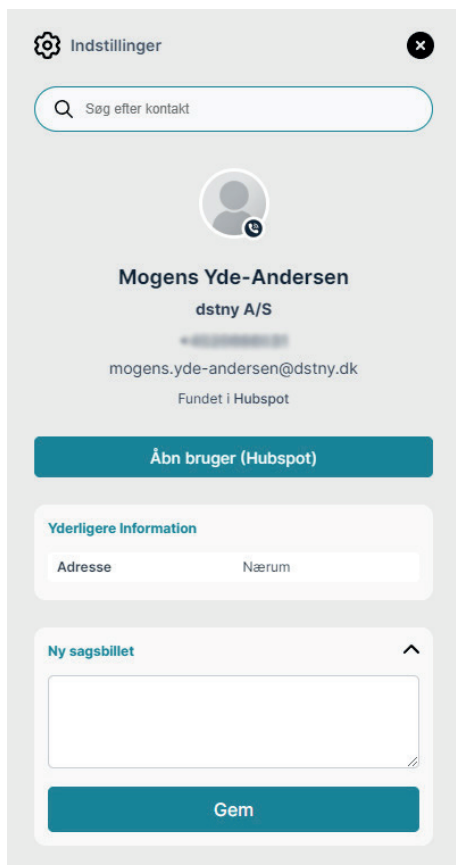 Indstillinger
Søg efter kontakt
Mogens Yde-Andersen
dstny A/S
mogens.yde-andersen@dstny.dk
Fundet i Hubspot
Åbn bruger (Hubspot)
Yderligere Information
Adresse Nærum
Ny sagsbillet
Gem